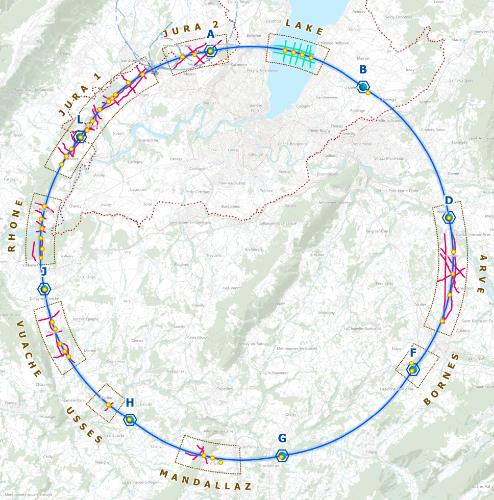 JURA 2
LAKE
A
JURA 1
B
L
RHONE
D
ARVE
J
VUACHE
F
BORNES
USSES
H
G
MANDALLAZ